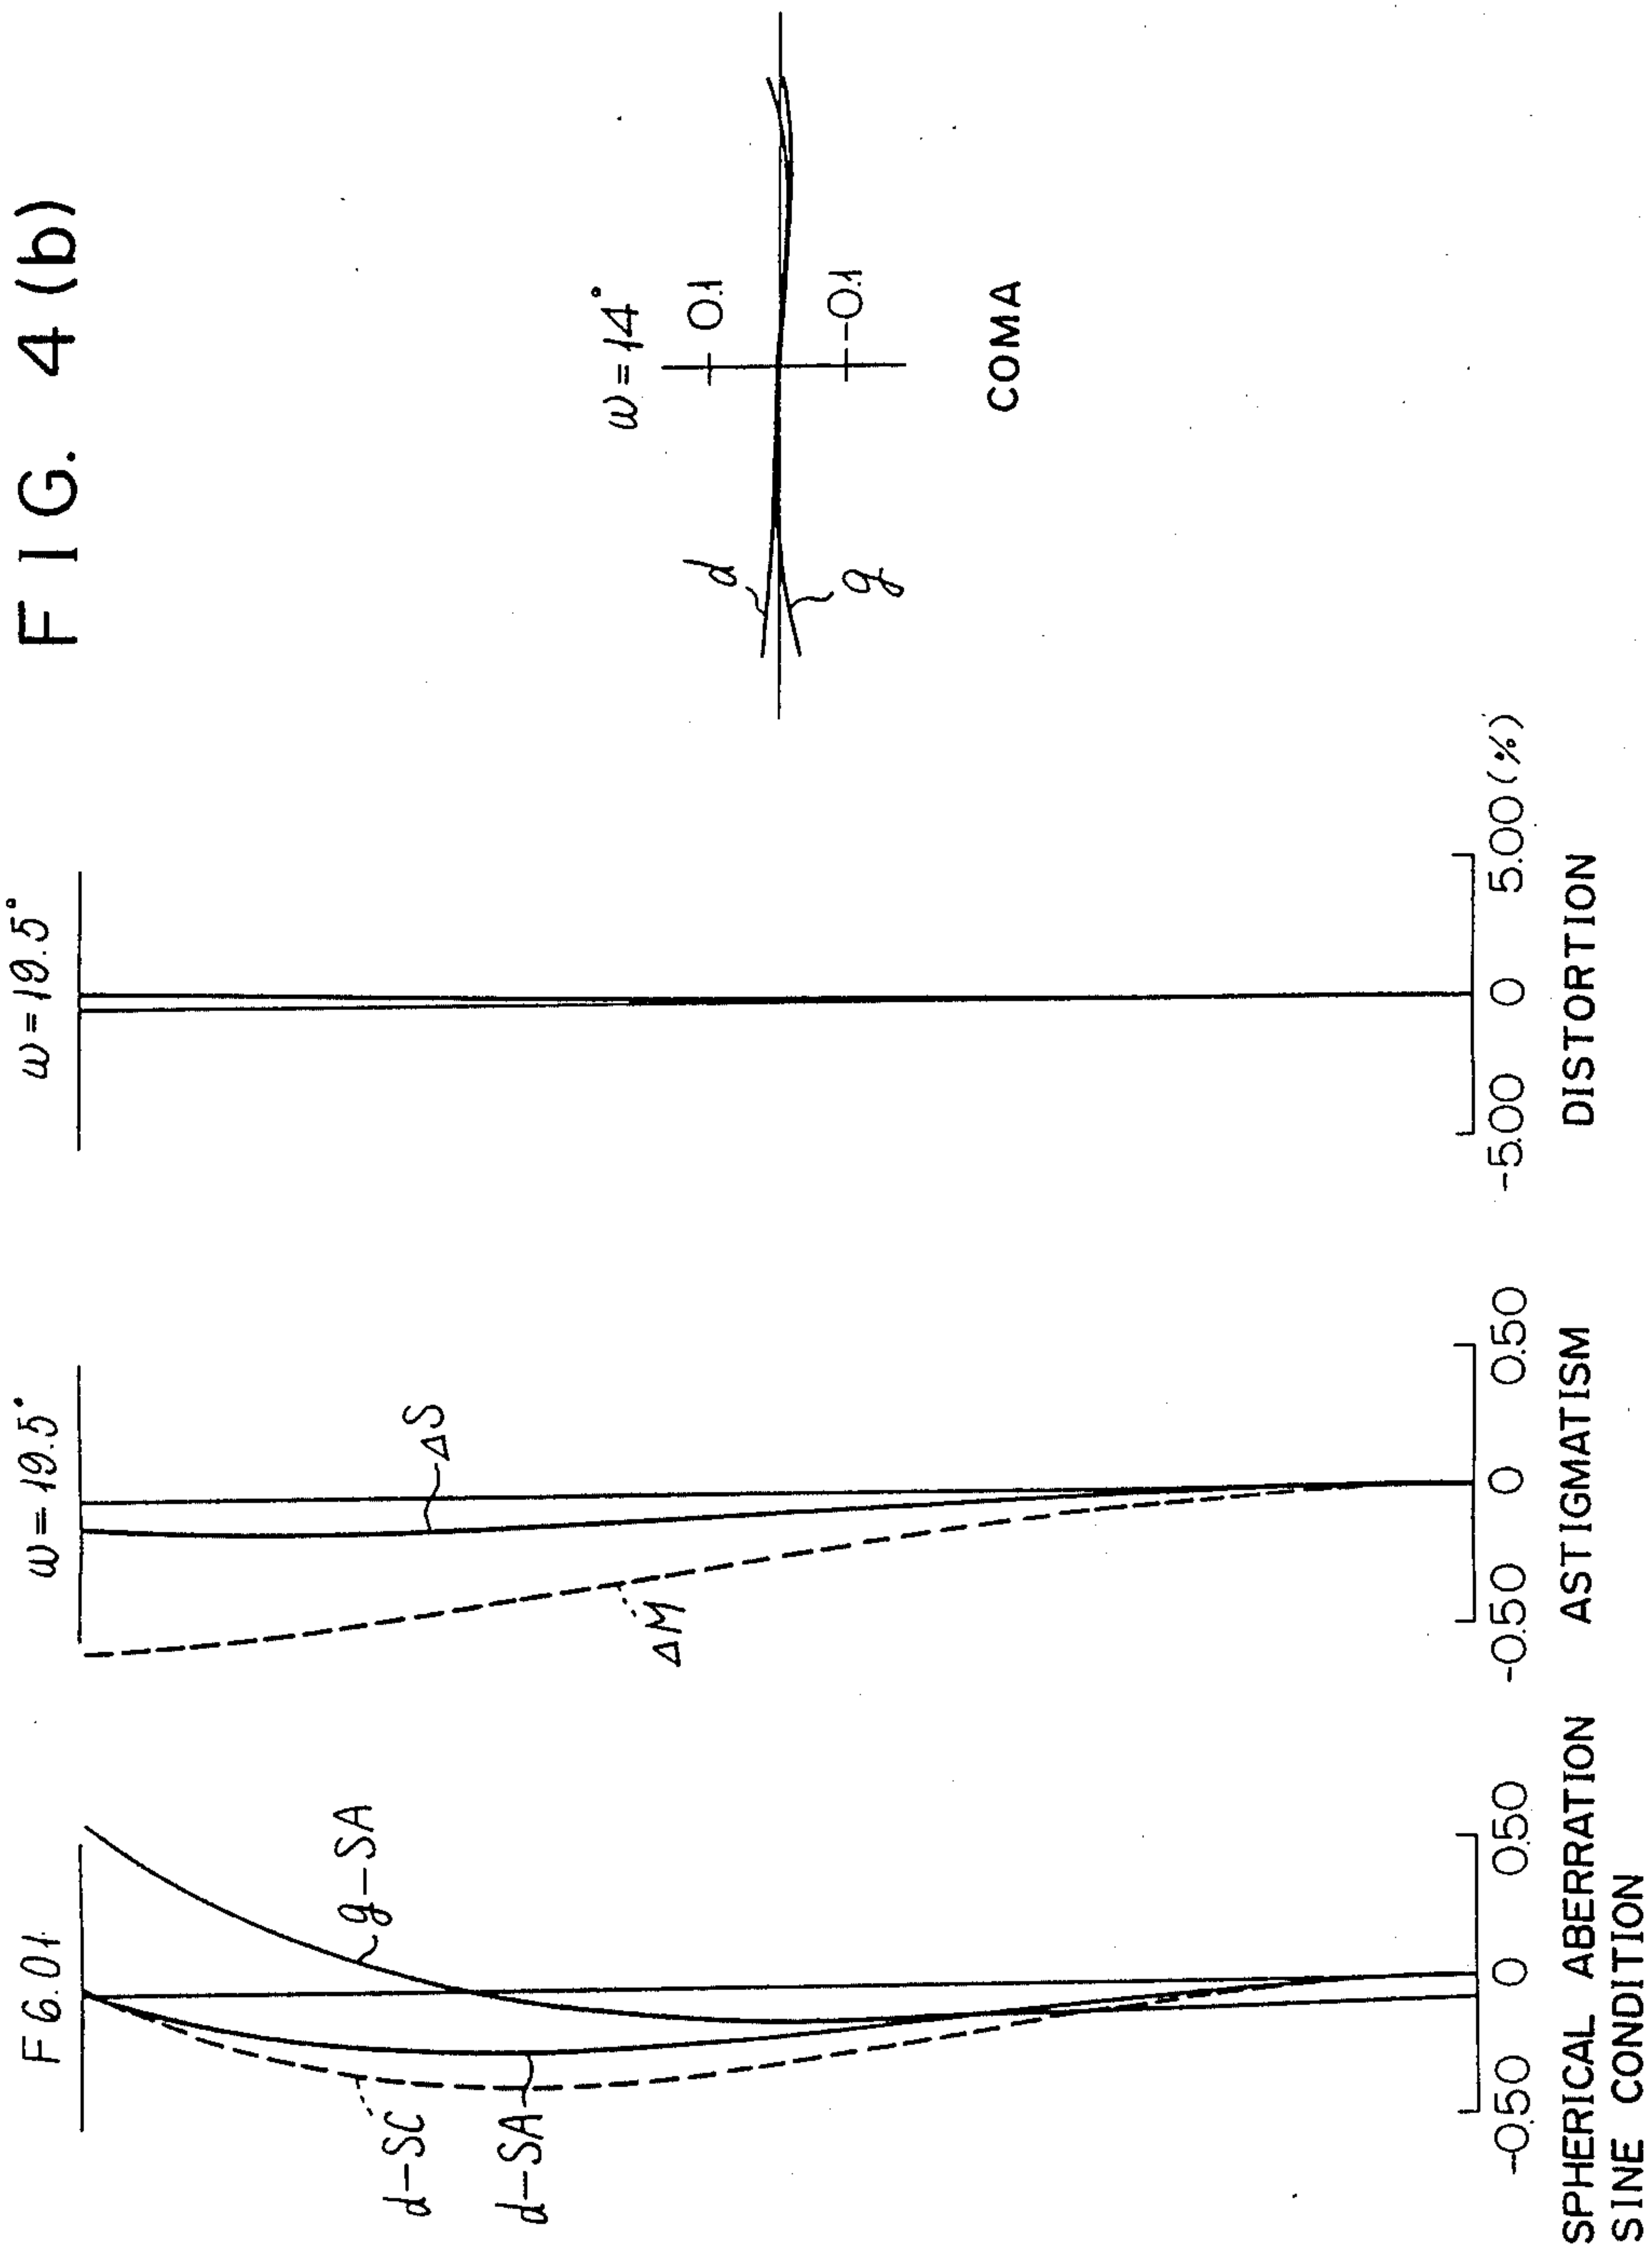 FIG. 4 (b)
F 6.01
g-SA
d-SC
d-SA
-0.50 0 0.50
SPHERICAL ABERRATION
SINE CONDITION
ω=19.5°
ΔS
ΔM
-0.50 0 0.50
ASTIGMATISM
ω=19.5°
-5.00 0 5.00 (%)
DISTORTION
ω=14°
0.1
-0.1
d
g
COMA